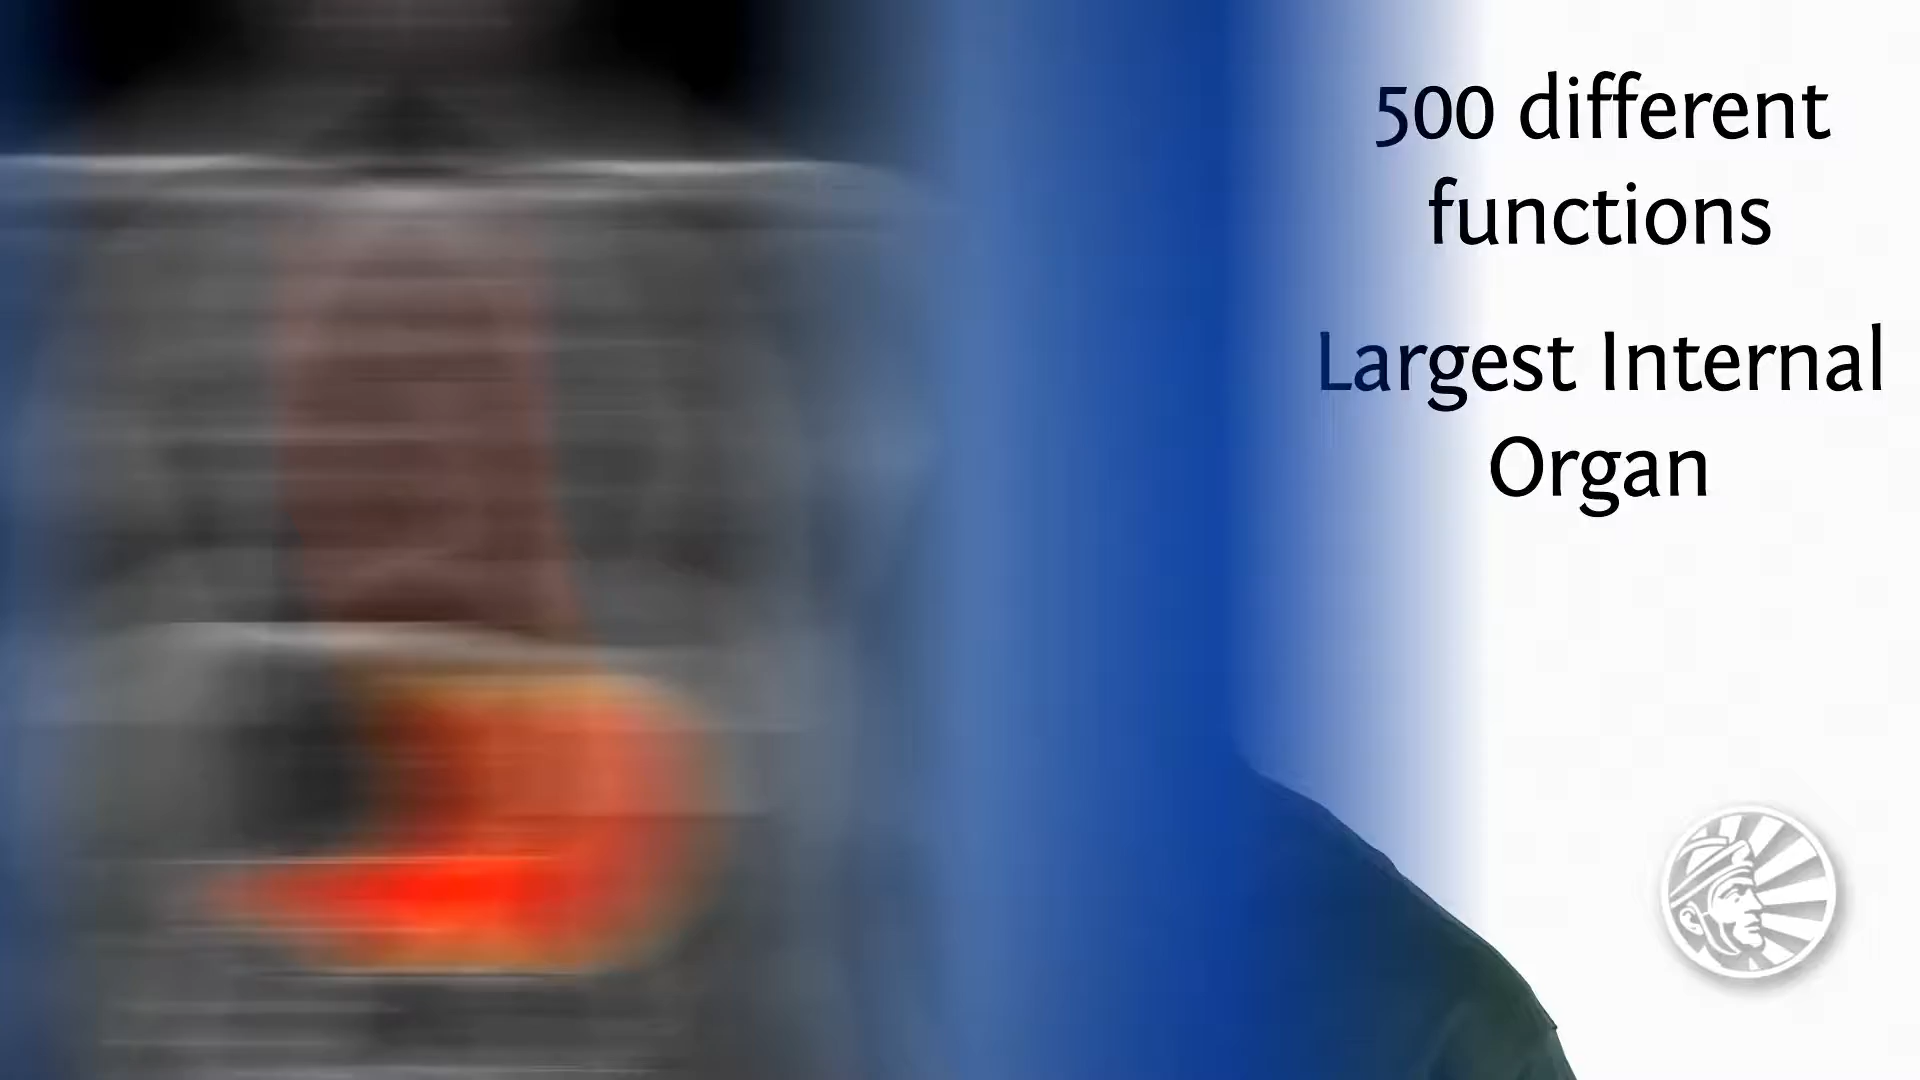 500 different
functions
Largest Internal
Organ